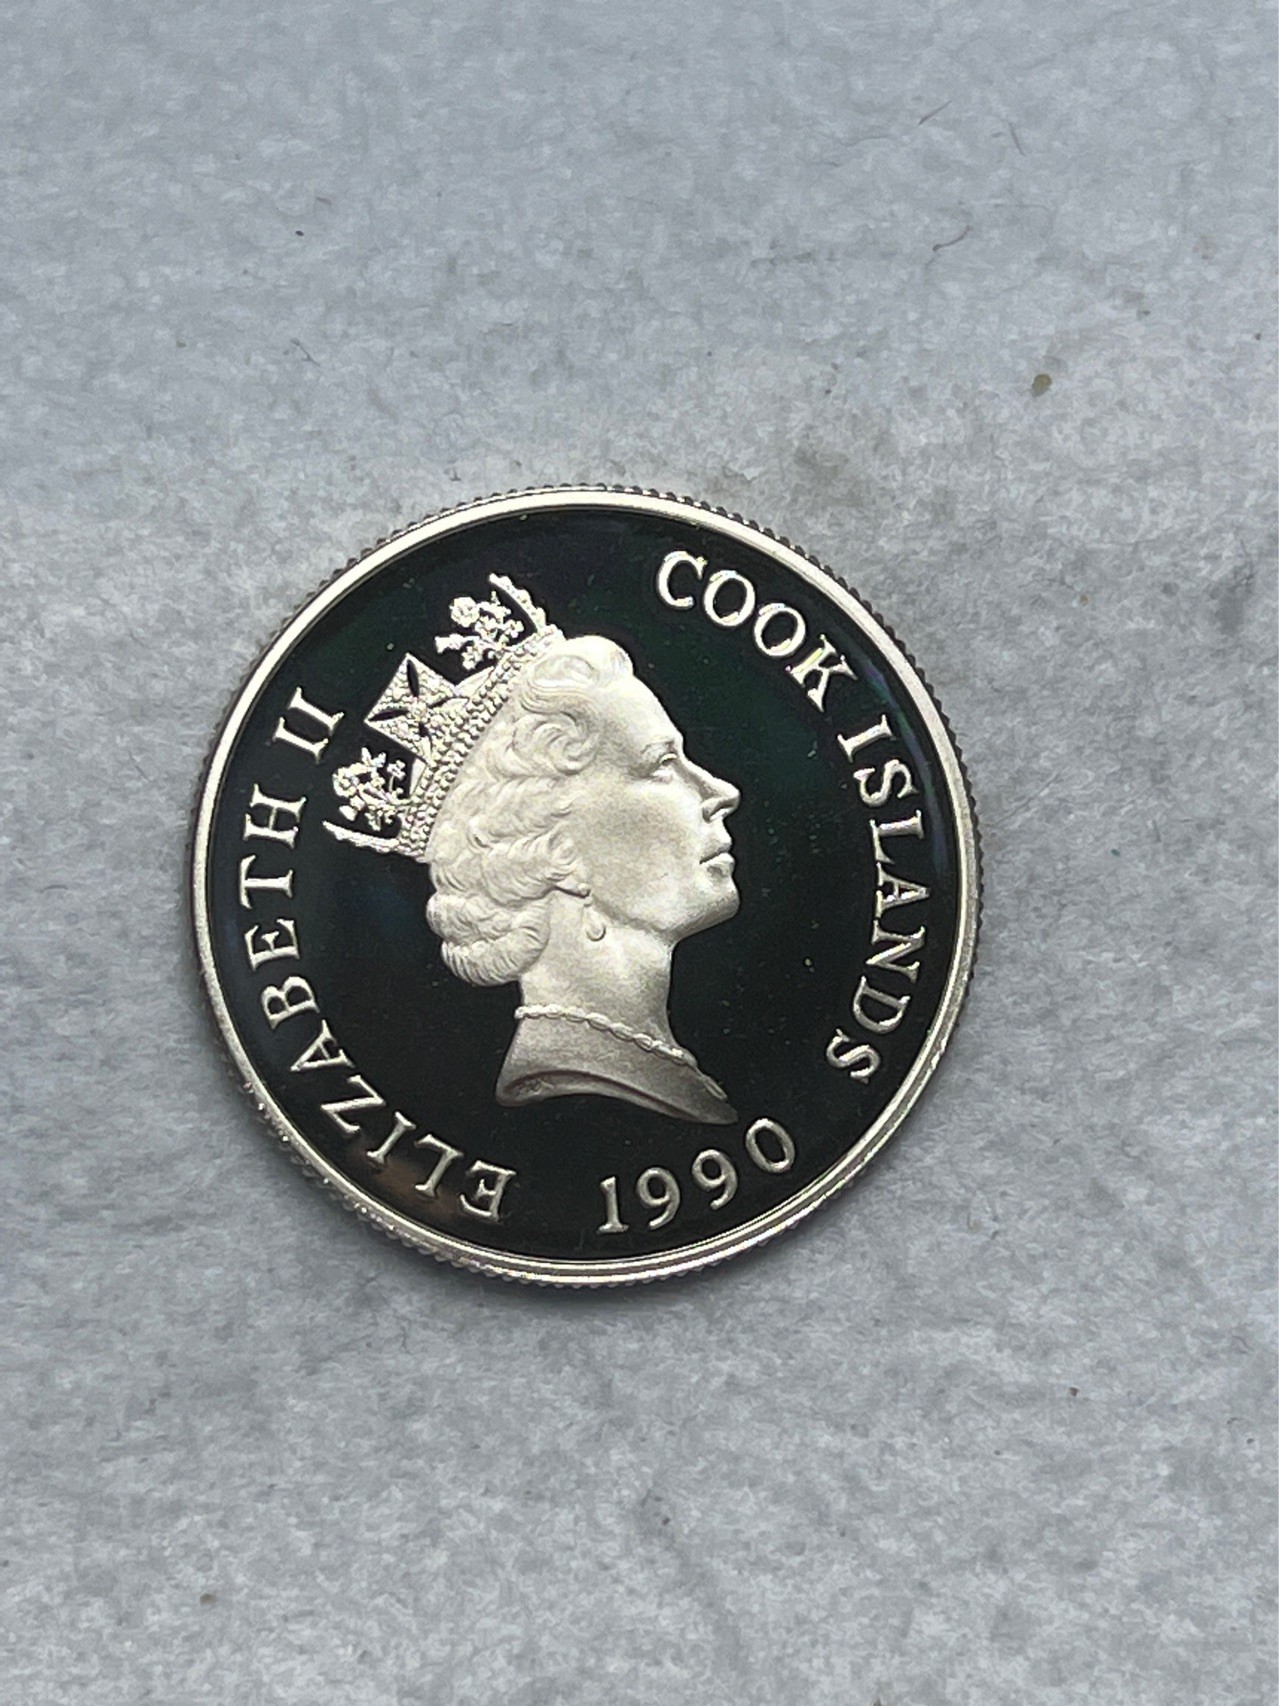 ELIZABETH II
COOK ISLANDS
1990